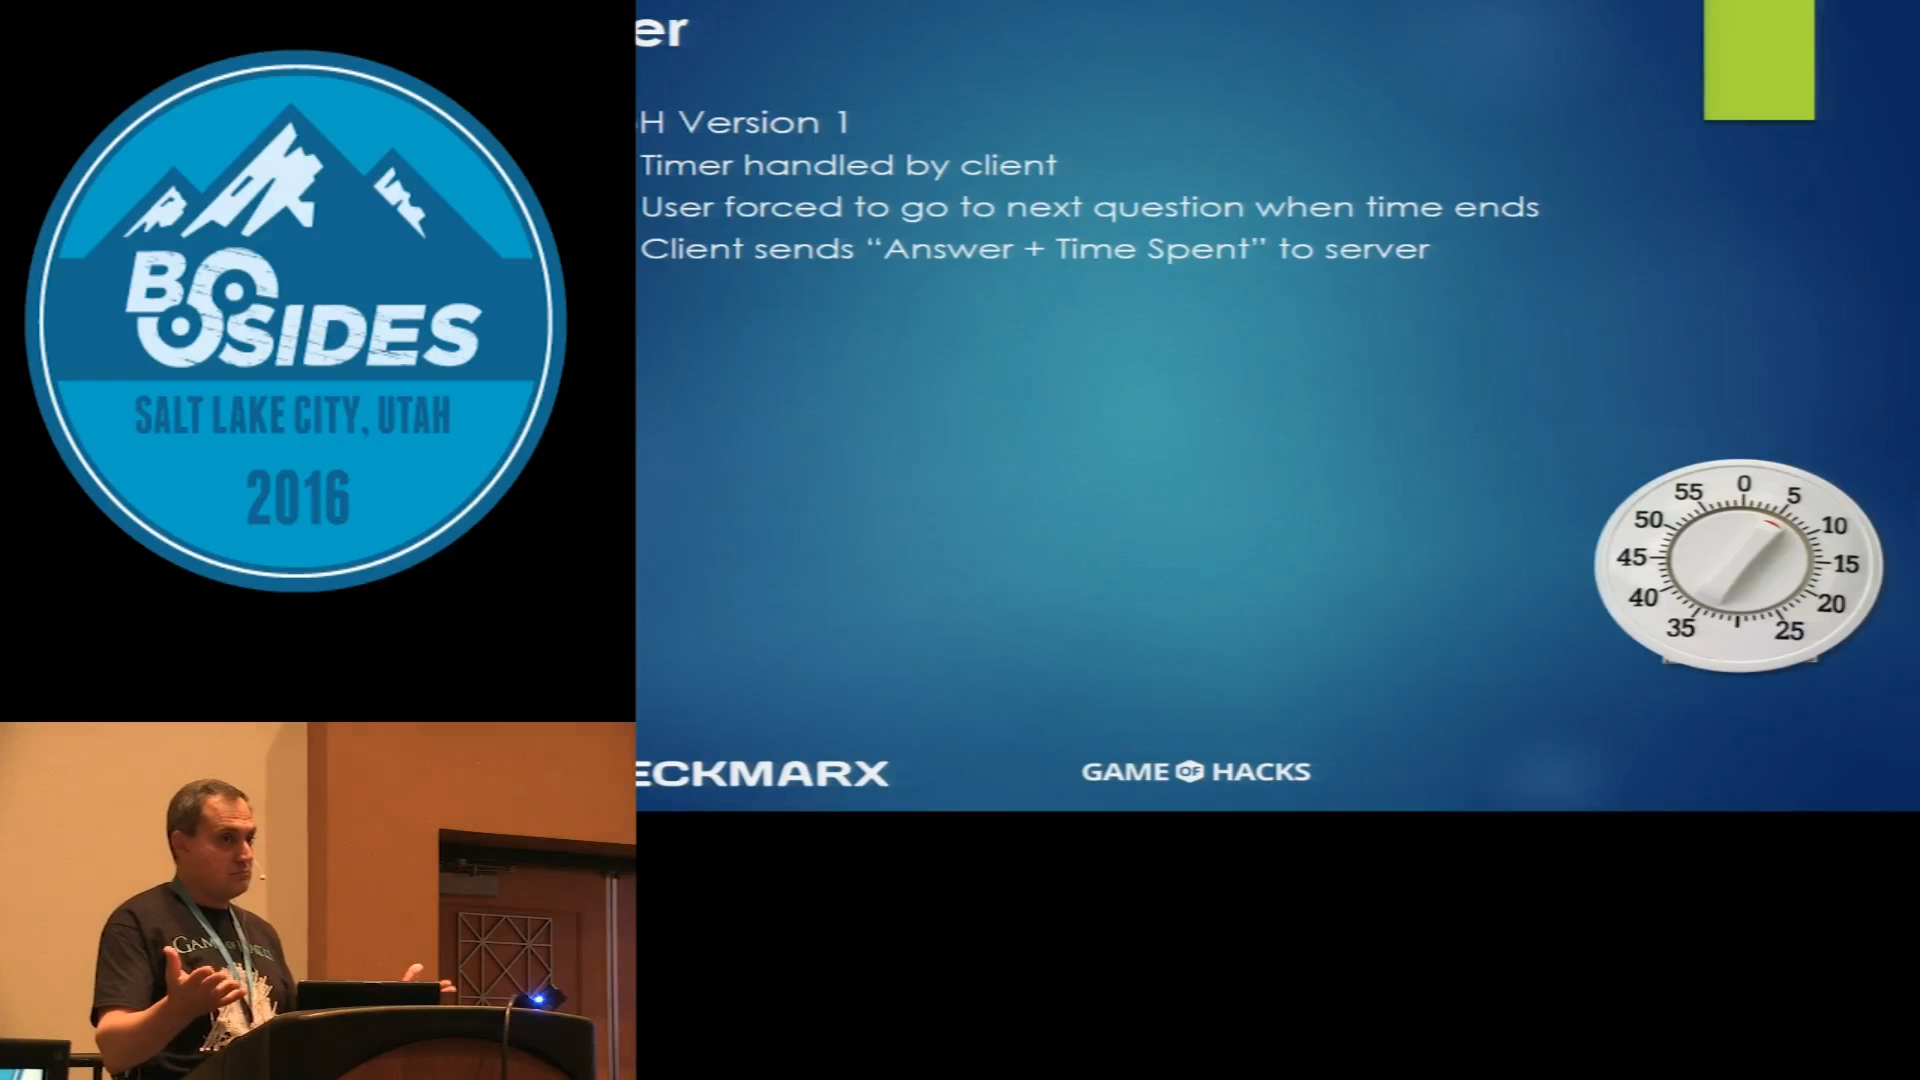 BSIDES
SALT LAKE CITY, UTAH
2016
er
H Version 1
Timer handled by client
User forced to go to next question when time ends
Client sends “Answer + Time Spent” to server
0
5
10
15
20
25
35
40
45
50
55
ECKMARX
GAME OF HACKS
GAME OF